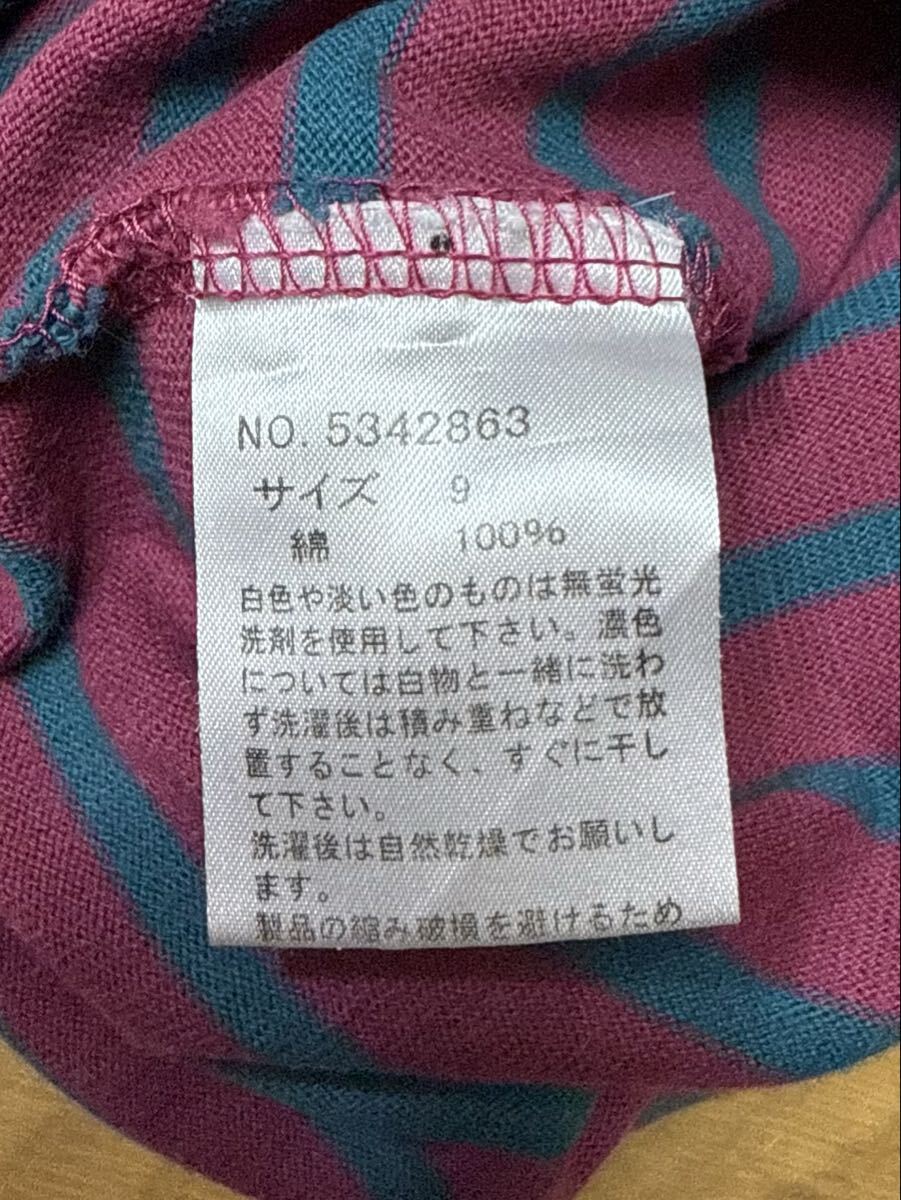 NO. 5342863
サイズ 9
綿 100%
白色や淡い色のものは無蛍光
洗剤を使用して下さい。濃色
については白物と一緒に洗わ
ず洗濯後は積み重ねなどで放
置することなく、すぐに干し
て下さい。
洗濯後は自然乾燥でお願いし
ます。
製品の縮み破損を避けるため